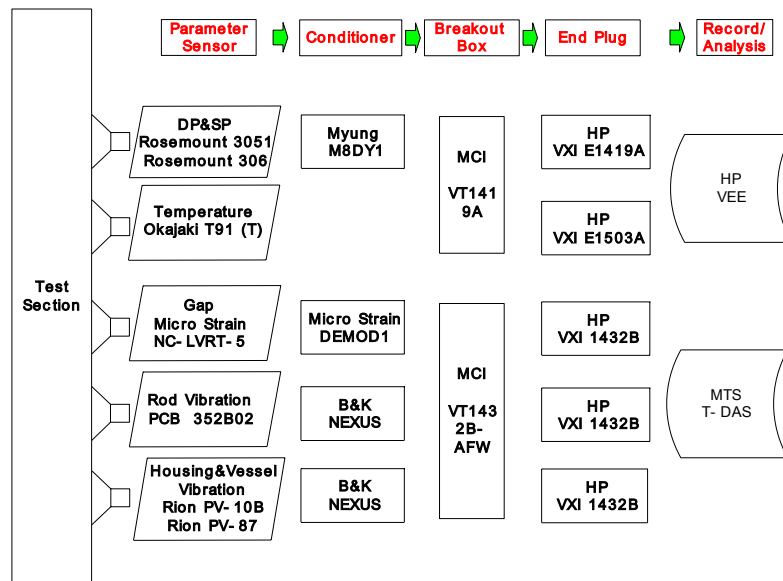 Parameter
Sensor
Conditioner
Breakout
Box
End Plug
Record/
Analysis
Test
Section
DP&SP
Rosemount 3051
Rosemount 306
Myung
M8DY1
MCI
VT141
9A
HP
VXI E1419A
HP
VEE
Temperature
Okajaki T91 (T)
HP
VXI E1503A
Gap
Micro Strain
NC- LVRT- 5
Micro Strain
DEMOD1
MCI
VT143
2B-
AFW
HP
VXI 1432B
MTS
T- DAS
Rod Vibration
PCB 352B02
B&K
NEXUS
HP
VXI 1432B
Housing&Vessel
Vibration
Rion PV- 10B
Rion PV- 87
B&K
NEXUS
HP
VXI 1432B